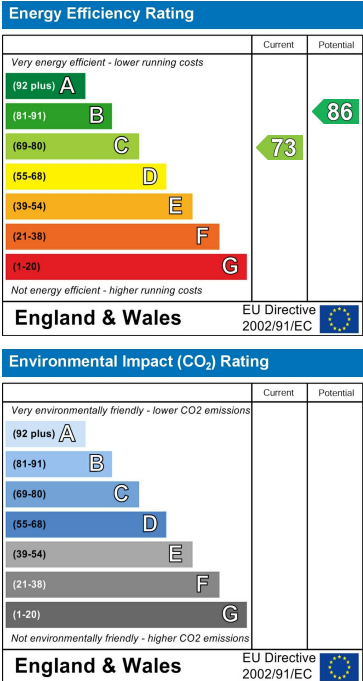 Energy Efficiency Rating
Current Potential
Very energy efficient - lower running costs
(92 plus) A
(81-91) B
(69-80) C
(55-68) D
(39-54) E
(21-38) F
(1-20) G
73
86
Not energy efficient - higher running costs
England & Wales
EU Directive
2002/91/EC
Environmental Impact (CO₂) Rating
Current Potential
Very environmentally friendly - lower CO2 emissions
(92 plus) A
(81-91) B
(69-80) C
(55-68) D
(39-54) E
(21-38) F
(1-20) G
Not environmentally friendly - higher CO2 emissions
England & Wales
EU Directive
2002/91/EC